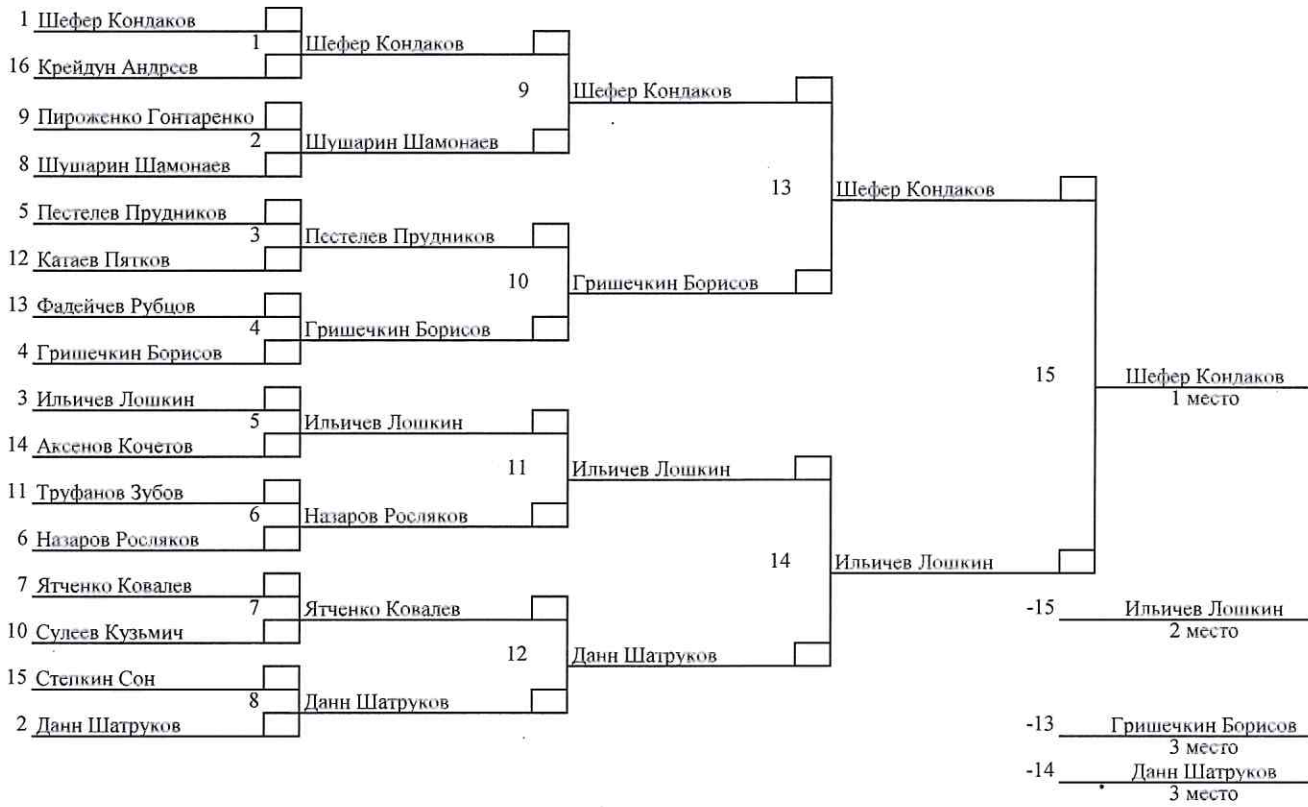 1 Шефер Кондаков
1 Шефер Кондаков
16 Крейдун Андреев
9 Шефер Кондаков
9 Пироженко Гонтаренко
2 Шушарин Шамонаев
8 Шушарин Шамонаев
13 Шефер Кондаков
5 Пестелев Прудников
3 Пестелев Прудников
12 Катаев Пятков
10 Гришечкин Борисов
13 Фадейчев Рубцов
4 Гришечкин Борисов
4 Гришечкин Борисов
15 Шефер Кондаков
1 место
3 Ильичев Лошкин
5 Ильичев Лошкин
14 Аксенов Кочетов
11 Ильичев Лошкин
11 Труфанов Зубов
6 Назаров Росляков
6 Назаров Росляков
14 Ильичев Лошкин
7 Ятченко Ковалев
7 Ятченко Ковалев
-15 Ильичев Лошкин
2 место
10 Сулеев Кузьмич
12 Данн Шатруков
15 Степкин Сон
8 Данн Шатруков
2 Данн Шатруков
-13 Гришечкин Борисов
3 место
-14 Данн Шатруков
3 место